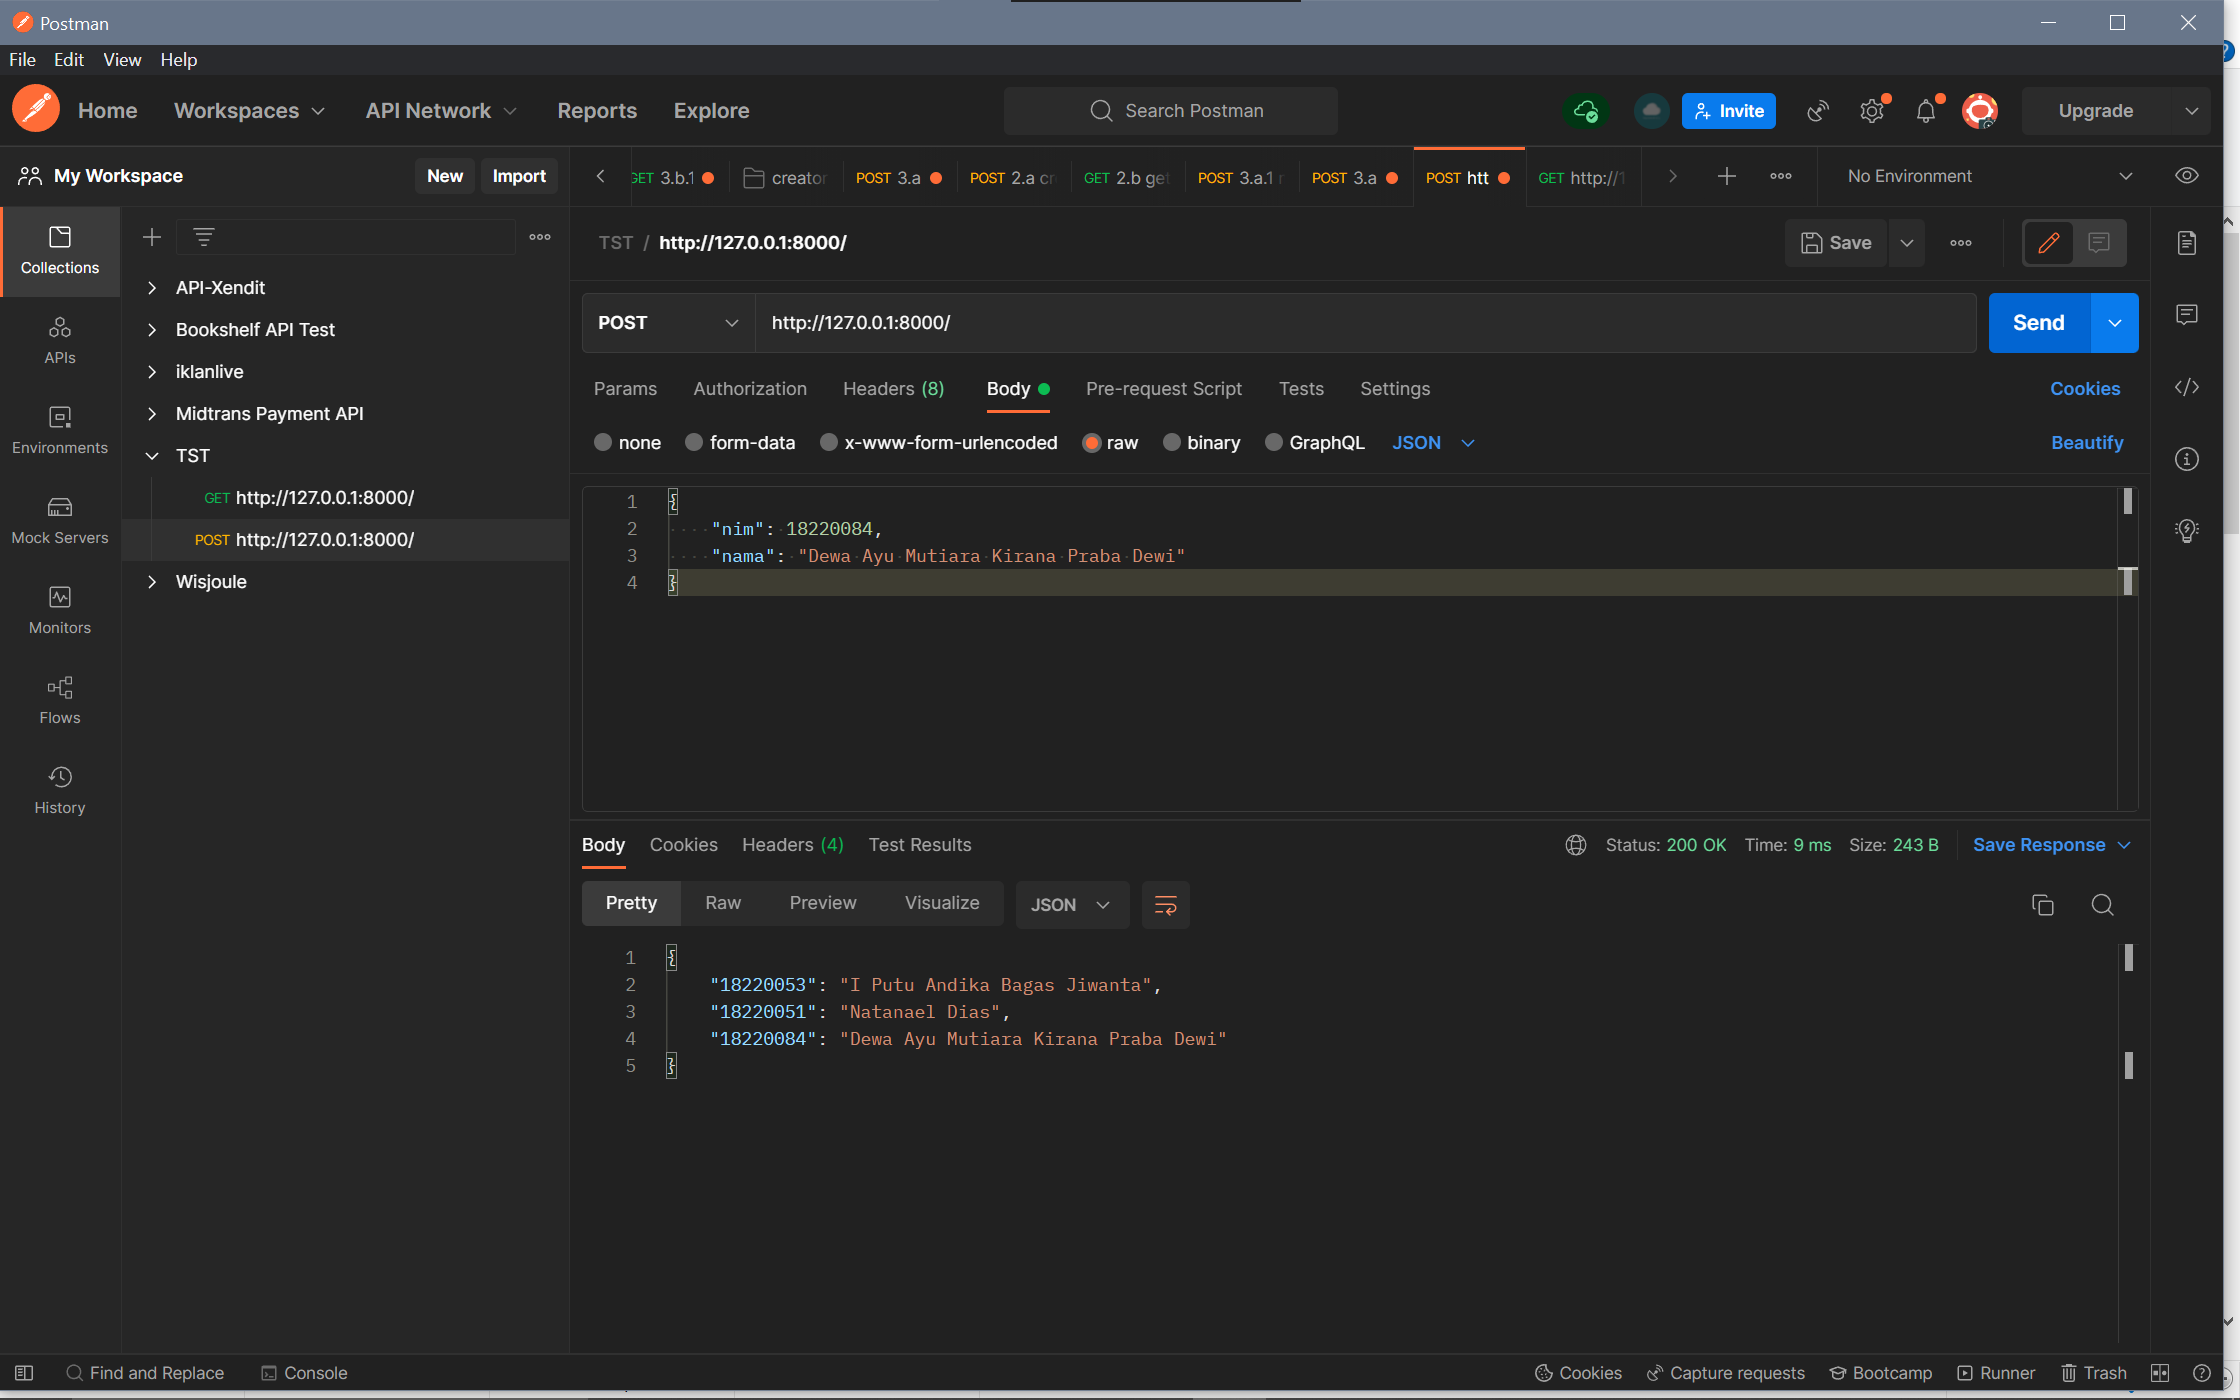 Postman
File Edit View Help
Home Workspaces API Network Reports Explore Search Postman Invite Upgrade
My Workspace New Import
GET 3.b.1 creator POST 3.a POST 2.a cr GET 2.b get POST 3.a.1 r POST 3.a POST htt GET http://1 No Environment
Collections
APIs
Environments
Mock Servers
Monitors
Flows
History
API-Xendit
Bookshelf API Test
iklanlive
Midtrans Payment API
TST
GET http://127.0.0.1:8000/
POST http://127.0.0.1:8000/
Wisjoule
TST / http://127.0.0.1:8000/ Save
POST http://127.0.0.1:8000/ Send
Params Authorization Headers (8) Body Pre-request Script Tests Settings Cookies
none form-data x-www-form-urlencoded raw binary GraphQL JSON Beautify
1 {
2 "nim": 18220084,
3 "nama": "Dewa Ayu Mutiara Kirana Praba Dewi"
4 }
Body Cookies Headers (4) Test Results Status: 200 OK Time: 9 ms Size: 243 B Save Response
Pretty Raw Preview Visualize JSON
1 {
2 "18220053": "I Putu Andika Bagas Jiwanta",
3 "18220051": "Natanael Dias",
4 "18220084": "Dewa Ayu Mutiara Kirana Praba Dewi"
5 }
Find and Replace Console Cookies Capture requests Bootcamp Runner Trash